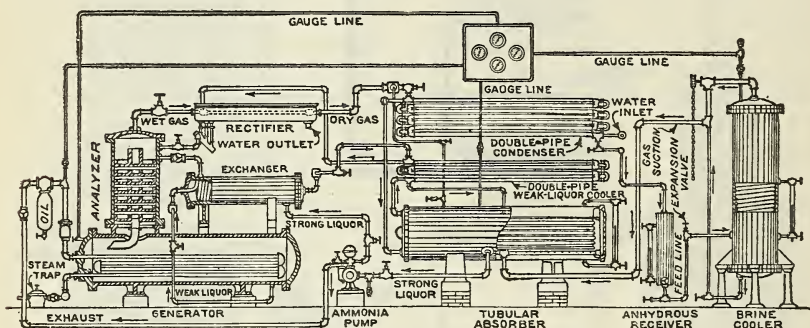 GAUGE LINE
GAUGE LINE
GAUGE LINE
WET GAS
RECTIFIER
WATER OUTLET
DRY GAS
WATER
INLET
DOUBLE-PIPE
CONDENSER
GAS
SUCTION
EXPANSION
VALVE
ANALYZER
EXCHANGER
DOUBLE-PIPE
WEAK-LIQUOR COOLER
OIL
STRONG LIQUOR
FEED LINE
STEAM
TRAP
WEAK LIQUOR
STRONG
LIQUOR
EXHAUST
GENERATOR
AMMONIA
PUMP
TUBULAR
ABSORBER
ANHYDROUS
RECEIVER
BRINE
COOLER